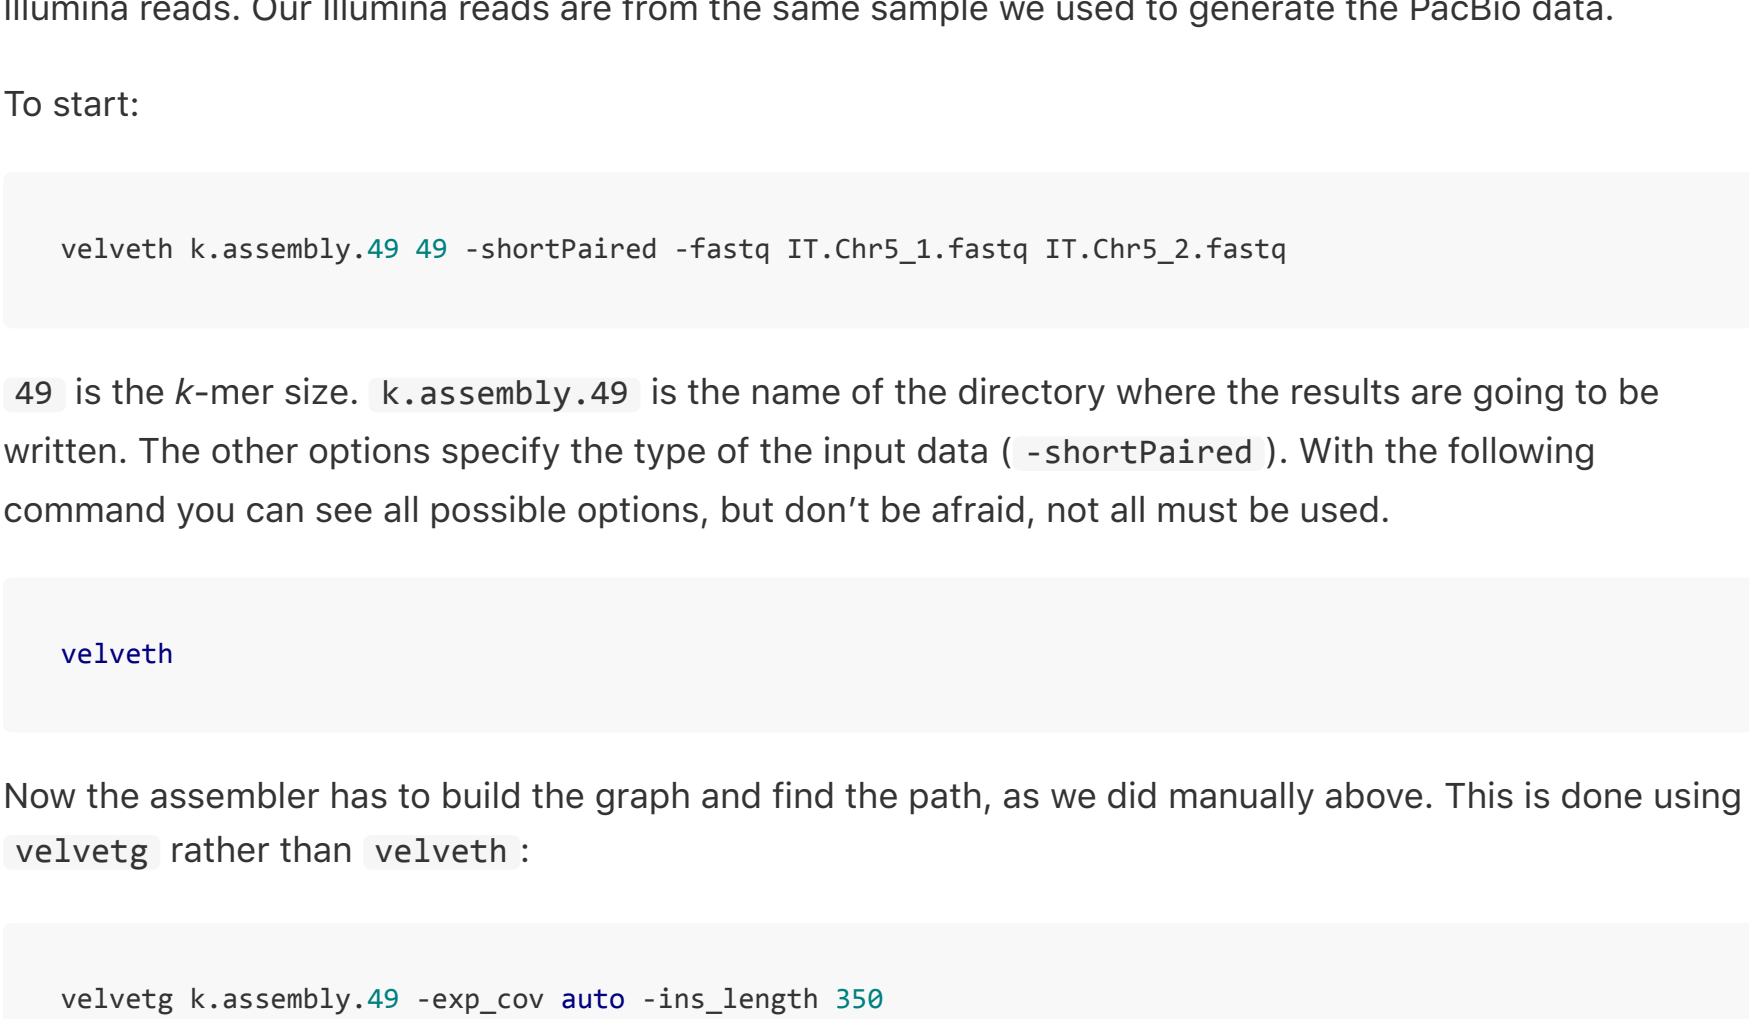 Illumina reads. Our Illumina reads are from the same sample we used to generate the PacBio data.
To start:
velveth k.assembly.49 49 -shortPaired -fastq IT.Chr5_1.fastq IT.Chr5_2.fastq
49 is the k-mer size. k.assembly.49 is the name of the directory where the results are going to be
written. The other options specify the type of the input data ( -shortPaired ). With the following
command you can see all possible options, but don’t be afraid, not all must be used.
velveth
Now the assembler has to build the graph and find the path, as we did manually above. This is done using
velvetg rather than velveth :
velvetg k.assembly.49 -exp_cov auto -ins_length 350